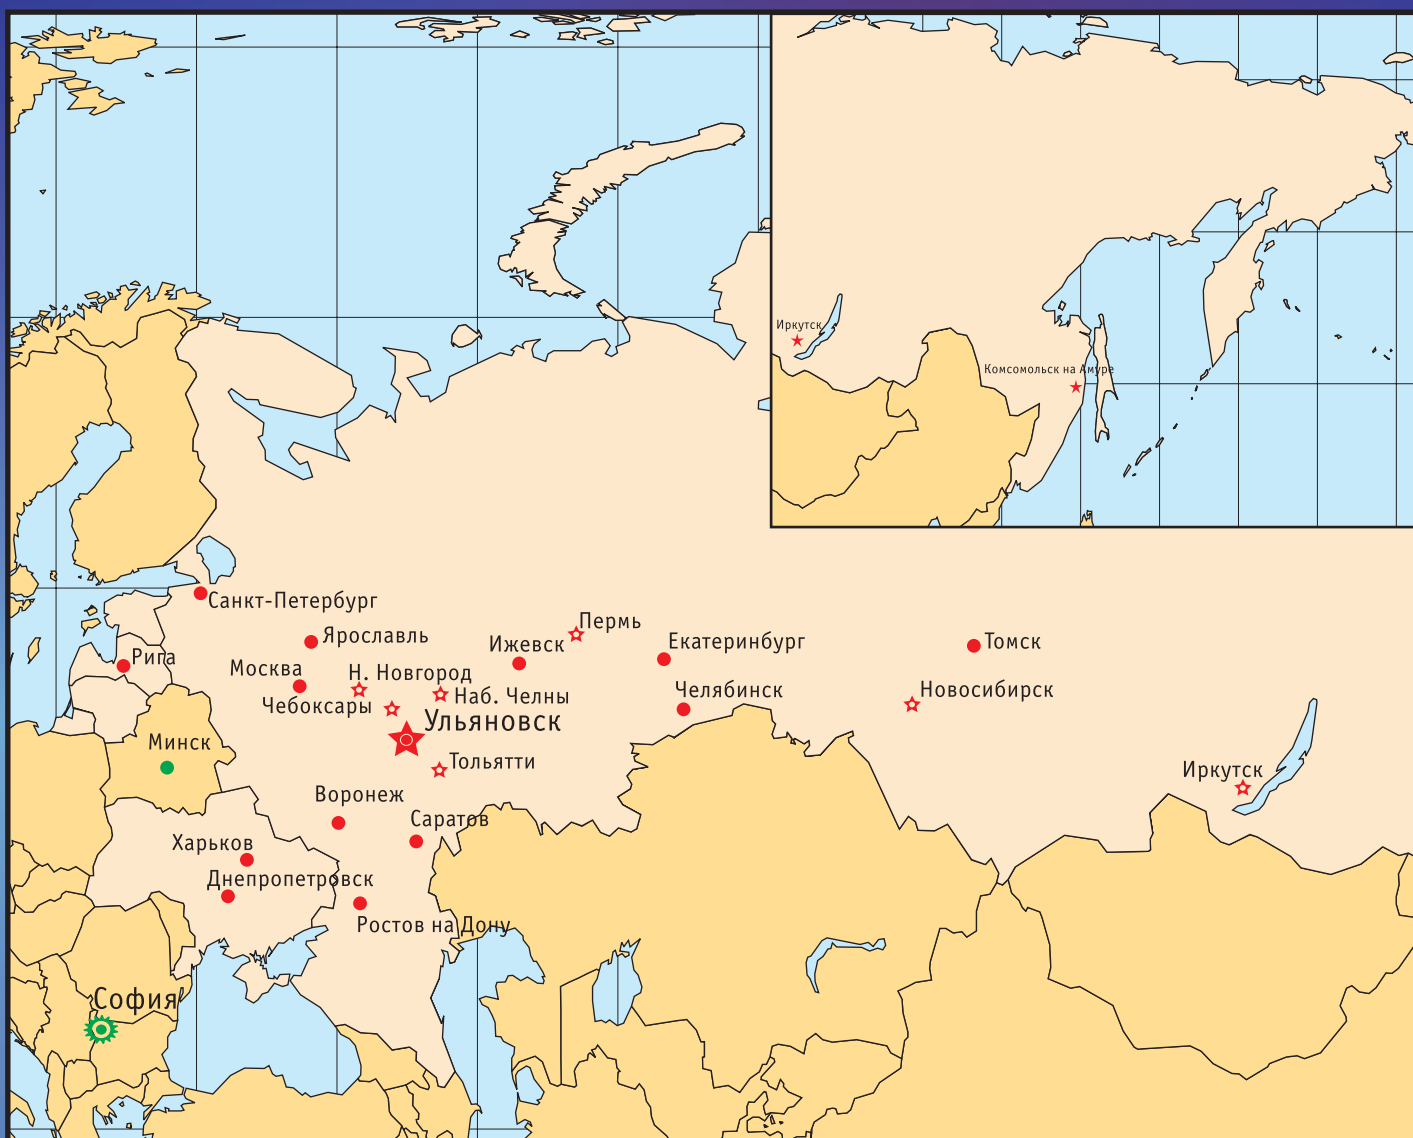 Иркутск
Комсомольск на Амуре
Санкт-Петербург
Пермь
Ярославль
Ижевск
Екатеринбург
Томск
Рига
Москва
Н. Новгород
Челябинск
Новосибирск
Наб. Челны
Чебоксары
Ульяновск
Минск
Тольятти
Иркутск
Воронеж
Саратов
Харьков
Днепропетровск
Ростов на Дону
София